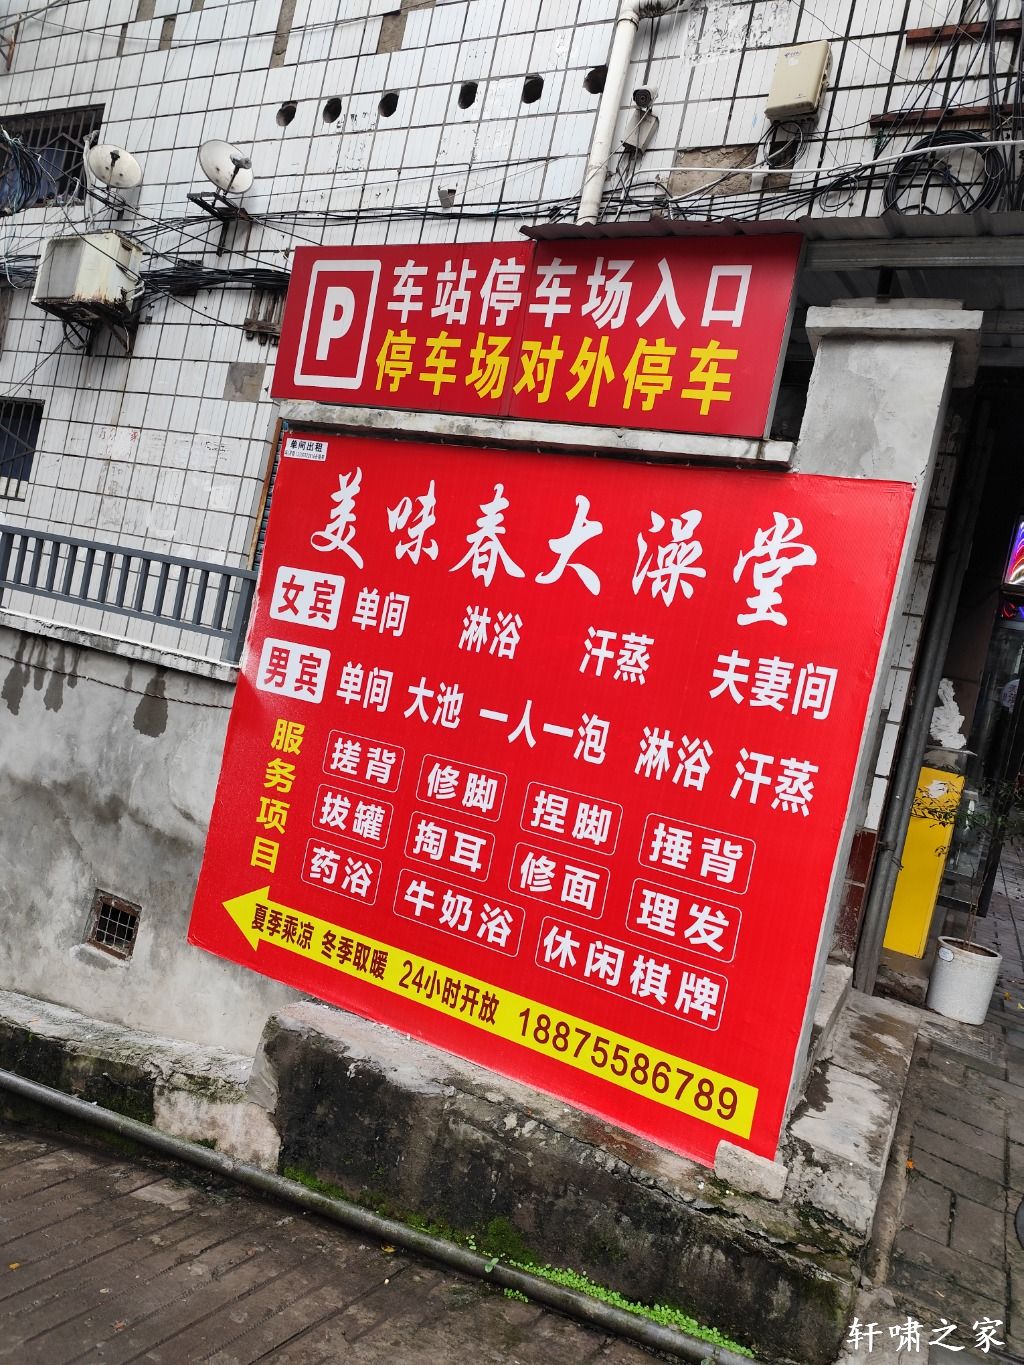 P
车站停车场入口
停车场对外停车
单间出租
美味春大澡堂
女宾 单间 淋浴 汗蒸 夫妻间
男宾 单间 大池 一人一泡 淋浴 汗蒸
服务项目
搓背 修脚 捏脚 捶背
拔罐 掏耳 修面 理发
药浴 牛奶浴 休闲棋牌
夏季乘凉 冬季取暖 24小时开放 18875586789
轩啸之家